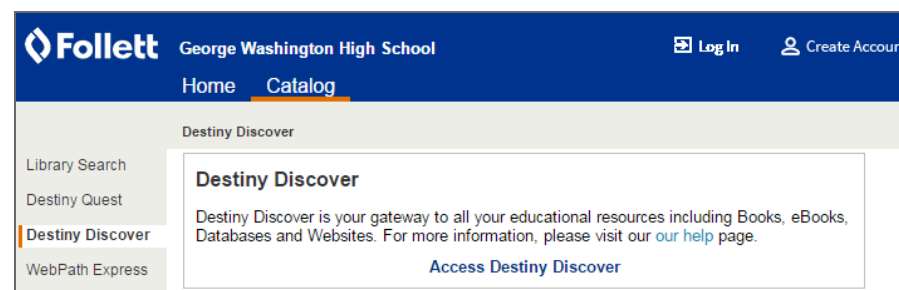 Follett George Washington High School Log In Create Accoun
Home Catalog
Destiny Discover
Library Search
Destiny Quest
Destiny Discover
WebPath Express
Destiny Discover
Destiny Discover is your gateway to all your educational resources including Books, eBooks,
Databases and Websites. For more information, please visit our our help page.
Access Destiny Discover